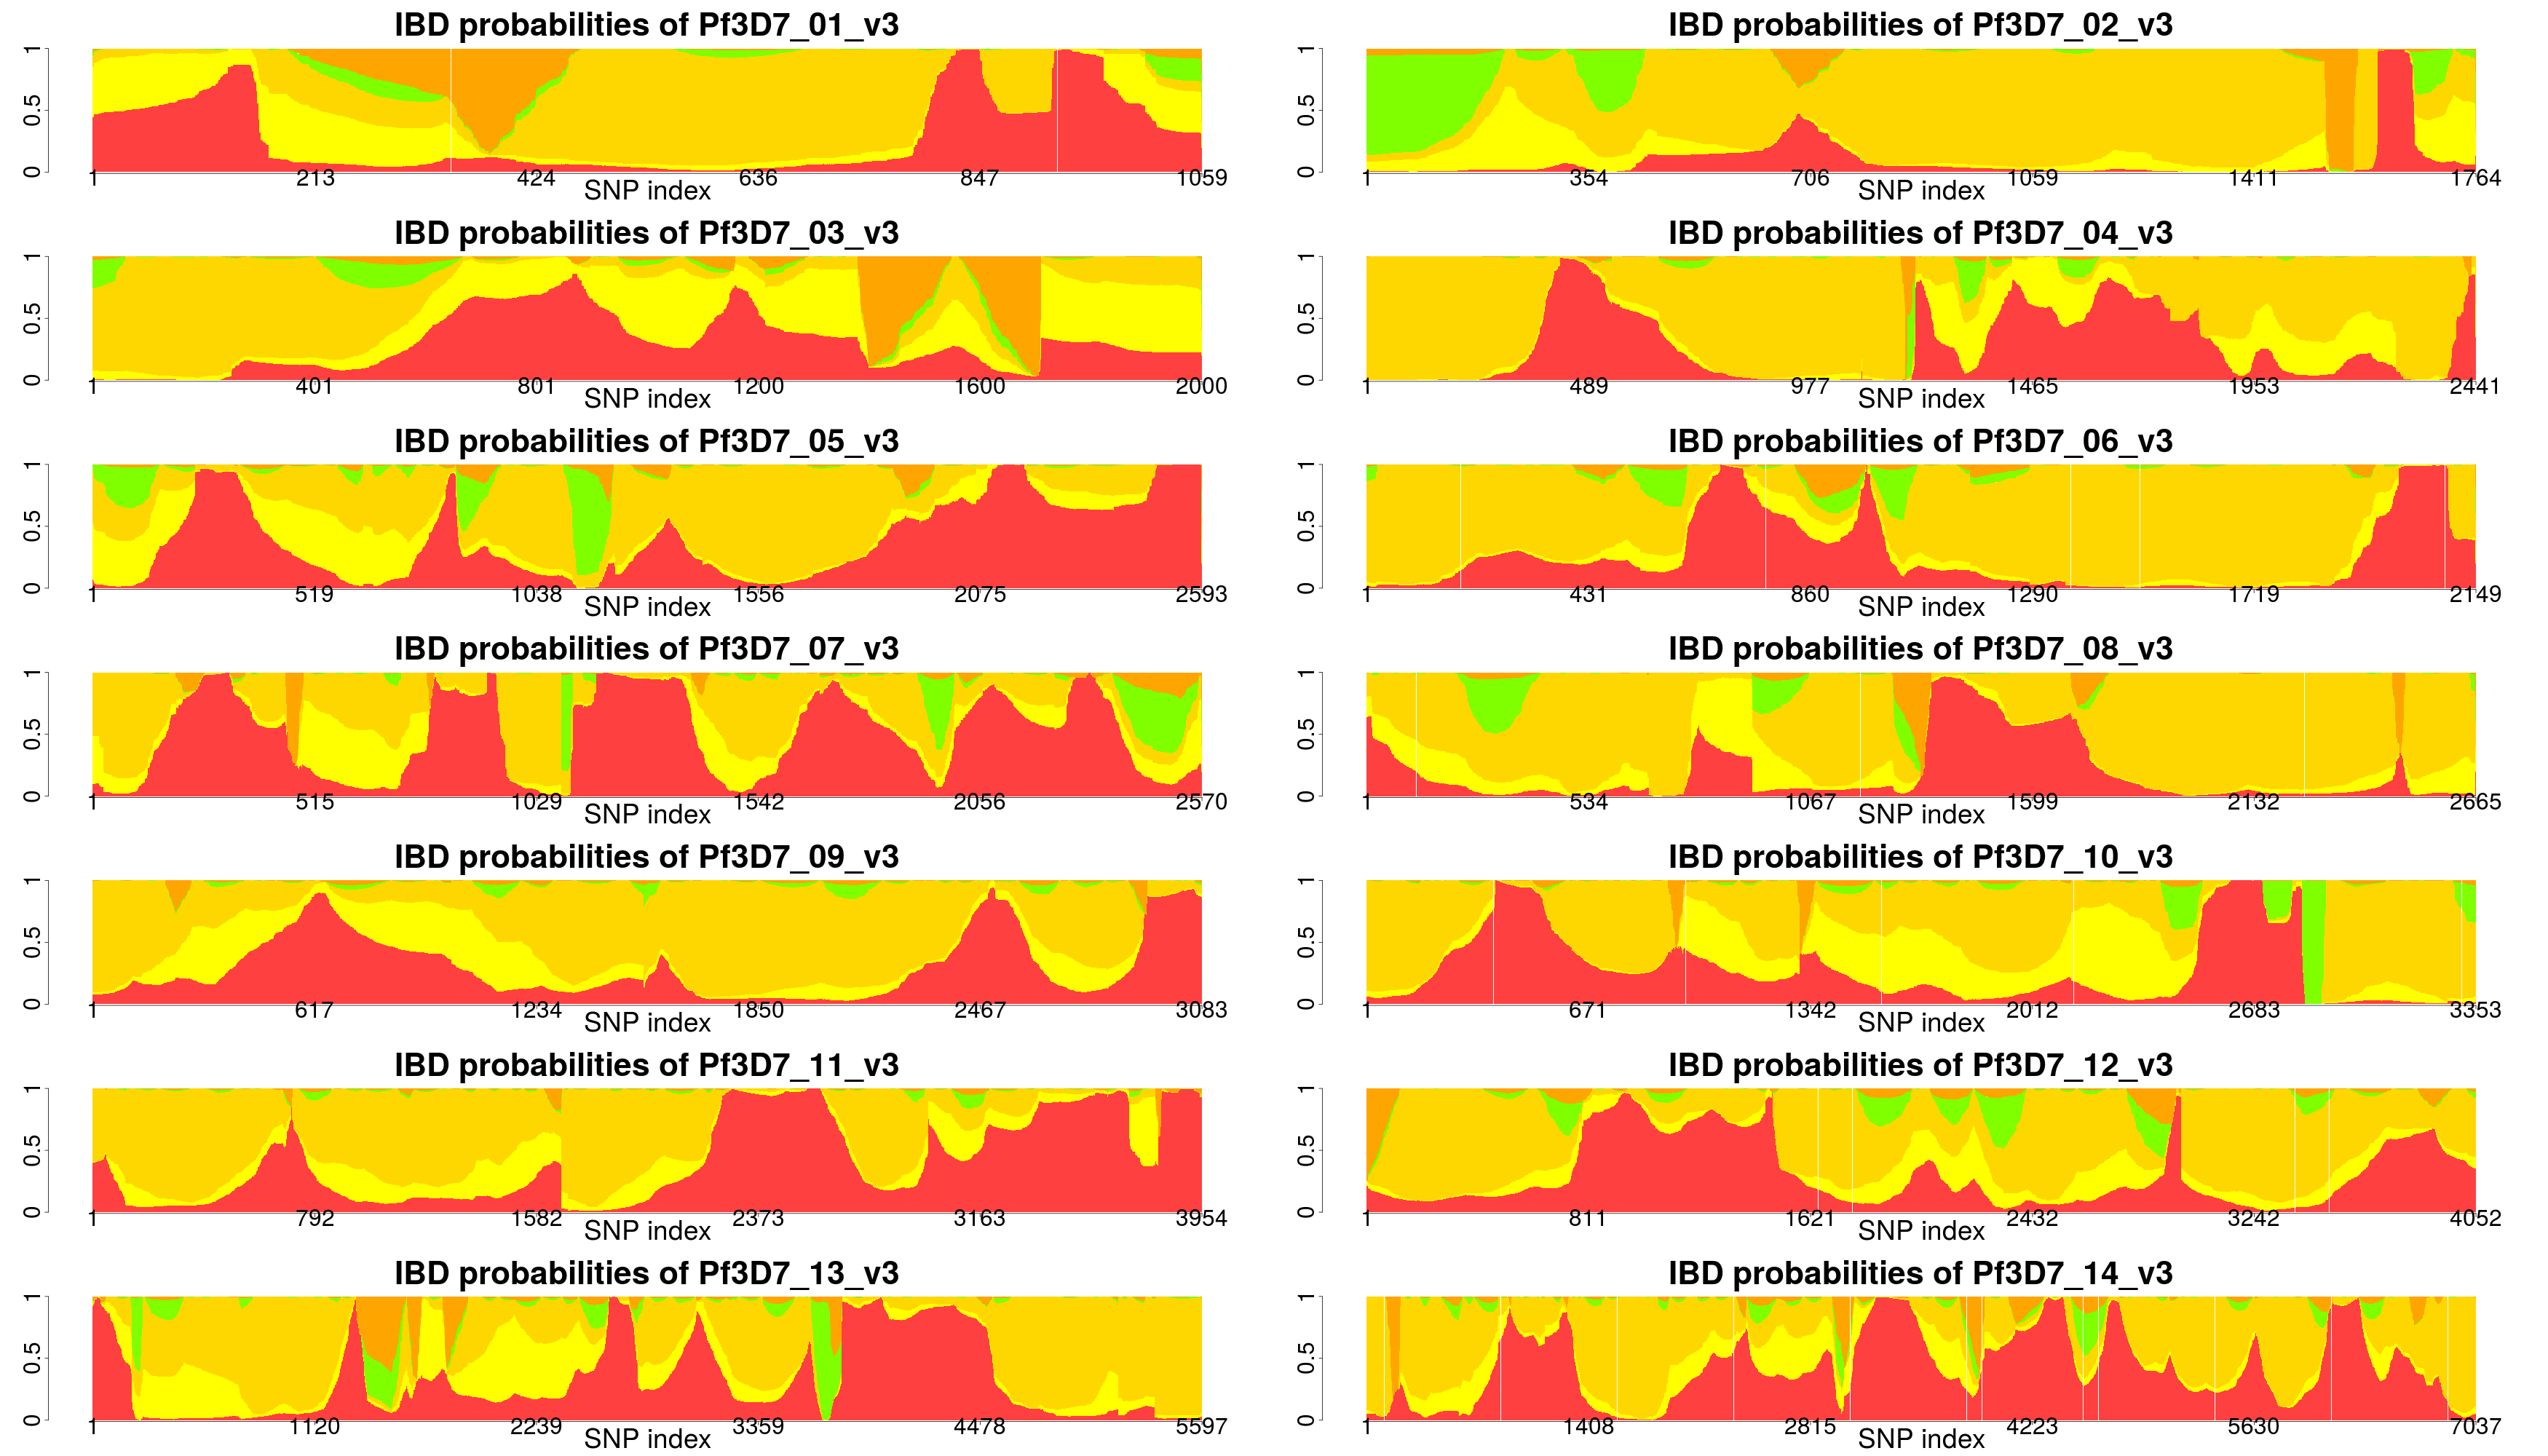 IBD probabilities of Pf3D7_01_v3
0 0.5 1
1 213 424 636 847 1059
SNP index
IBD probabilities of Pf3D7_02_v3
0 0.5 1
1 354 706 1059 1411 1764
SNP index
IBD probabilities of Pf3D7_03_v3
0 0.5 1
1 401 801 1200 1600 2000
SNP index
IBD probabilities of Pf3D7_04_v3
0 0.5 1
1 489 977 1465 1953 2441
SNP index
IBD probabilities of Pf3D7_05_v3
0 0.5 1
1 519 1038 1556 2075 2593
SNP index
IBD probabilities of Pf3D7_06_v3
0 0.5 1
1 431 860 1290 1719 2149
SNP index
IBD probabilities of Pf3D7_07_v3
0 0.5 1
1 515 1029 1542 2056 2570
SNP index
IBD probabilities of Pf3D7_08_v3
0 0.5 1
1 534 1067 1599 2132 2665
SNP index
IBD probabilities of Pf3D7_09_v3
0 0.5 1
1 617 1234 1850 2467 3083
SNP index
IBD probabilities of Pf3D7_10_v3
0 0.5 1
1 671 1342 2012 2683 3353
SNP index
IBD probabilities of Pf3D7_11_v3
0 0.5 1
1 792 1582 2373 3163 3954
SNP index
IBD probabilities of Pf3D7_12_v3
0 0.5 1
1 811 1621 2432 3242 4052
SNP index
IBD probabilities of Pf3D7_13_v3
0 0.5 1
1 1120 2239 3359 4478 5597
SNP index
IBD probabilities of Pf3D7_14_v3
0 0.5 1
1 1408 2815 4223 5630 7037
SNP index